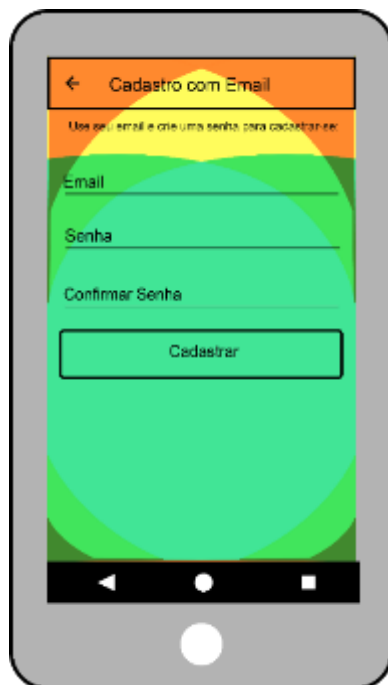 Cadastro com Email
Use seu email e crie uma senha para cadastrar-se:
Email
Senha
Confirmar Senha
Cadastrar